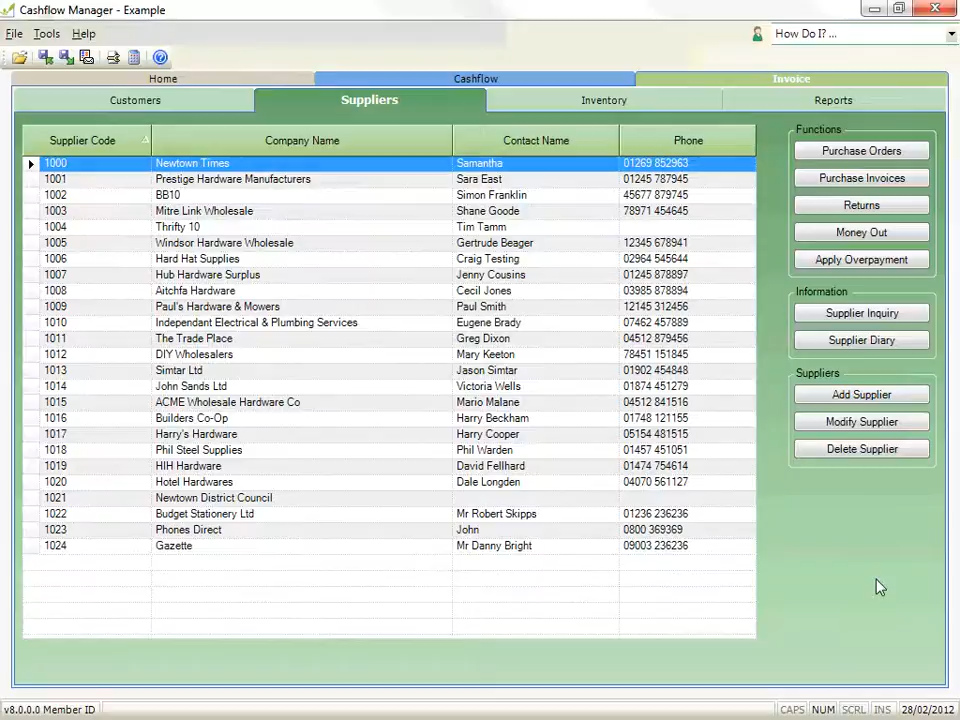 Cashflow Manager - Example
File Tools Help How Do I? ...
Home Cashflow Invoice
Customers Suppliers Inventory Reports
Supplier Code Company Name Contact Name Phone
1000 Newtown Times Samantha 01269 852963
1001 Prestige Hardware Manufacturers Sara East 01245 787945
1002 BB10 Simon Franklin 45677 879745
1003 Mitre Link Wholesale Shane Goode 78971 454645
1004 Thrifty 10 Tim Tamm
1005 Windsor Hardware Wholesale Gertrude Beager 12345 678941
1006 Hard Hat Supplies Craig Testing 02964 545644
1007 Hub Hardware Surplus Jenny Cousins 01245 878897
1008 Aitchfa Hardware Cecil Jones 03985 878894
1009 Paul's Hardware & Mowers Paul Smith 12145 312456
1010 Independant Electrical & Plumbing Services Eugene Brady 07462 457889
1011 The Trade Place Greg Dixon 04512 879456
1012 DIY Wholesalers Mary Keeton 78451 151845
1013 Simtar Ltd Jason Simtar 01902 454848
1014 John Sands Ltd Victoria Wells 01874 451279
1015 ACME Wholesale Hardware Co Mario Malane 04512 841516
1016 Builders Co-Op Harry Beckham 01748 121155
1017 Harry's Hardware Harry Cooper 05154 481515
1018 Phil Steel Supplies Phil Warden 01457 451051
1019 HIH Hardware David Fellhard 01474 754614
1020 Hotel Hardwares Dale Longden 04070 561127
1021 Newtown District Council
1022 Budget Stationery Ltd Mr Robert Skipps 01236 236236
1023 Phones Direct John 0800 369369
1024 Gazette Mr Danny Bright 09003 236236
Functions
Purchase Orders
Purchase Invoices
Returns
Money Out
Apply Overpayment
Information
Supplier Inquiry
Supplier Diary
Suppliers
Add Supplier
Modify Supplier
Delete Supplier
v8.0.0.0 Member ID CAPS NUM SCRL INS 28/02/2012